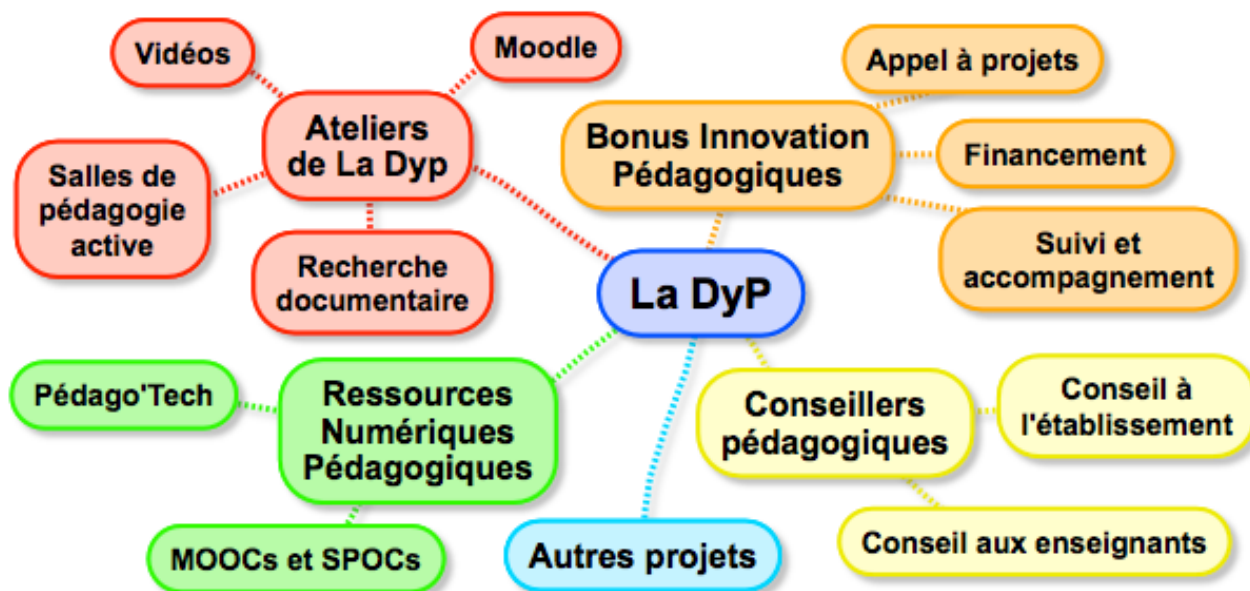 Vidéos
Moodle
Ateliers
de La Dyp
Salles de
pédagogie
active
Recherche
documentaire
Bonus Innovation
Pédagogiques
Appel à projets
Financement
Suivi et
accompagnement
La DyP
Pédago'Tech
Ressources
Numériques
Pédagogiques
MOOCs et SPOCs
Autres projets
Conseillers
pédagogiques
Conseil à
l'établissement
Conseil aux enseignants